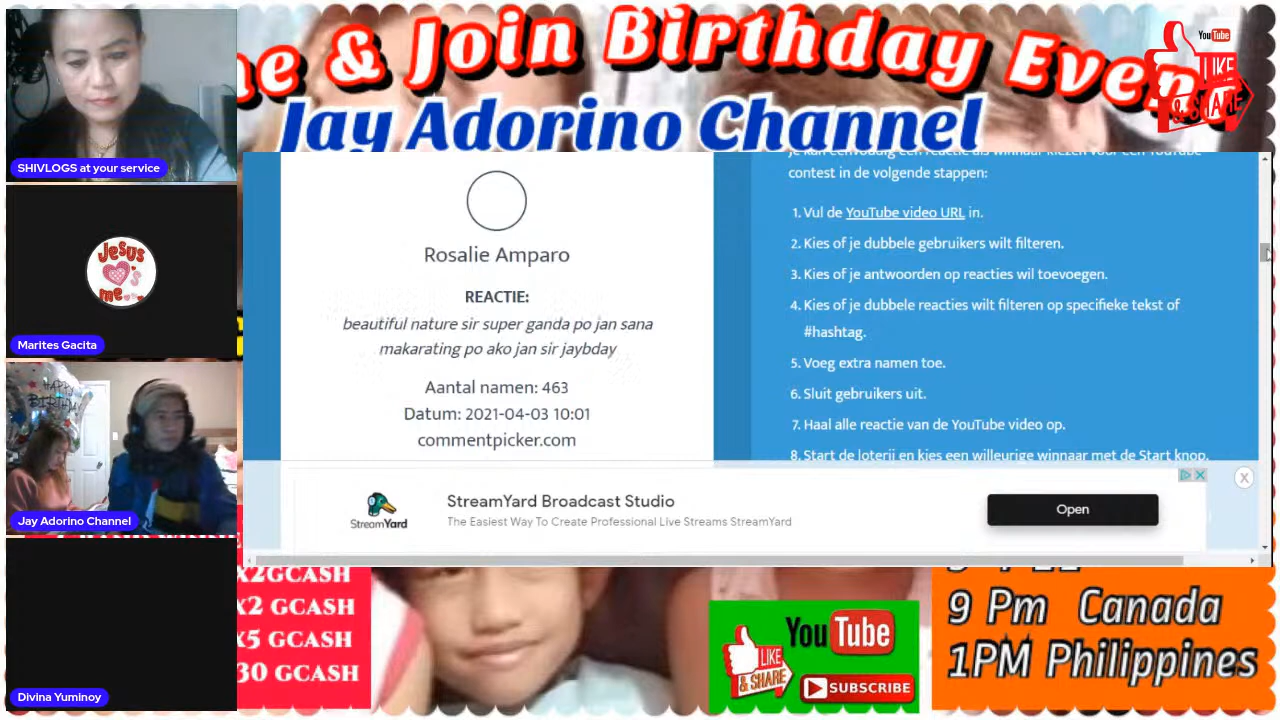 & Join Birthday
Jay Adorino Channel
YouTube
LIKE
& SHARE
SHIVLOGS at your service
Jesus
me
Marites Gacita
HAPPY
Jay Adorino Channel
Divina Yuminoy
Rosalie Amparo
REACTIE:
beautiful nature sir super ganda po jan sana
makarating po ako jan sir jaybday
Aantal namen: 463
Datum: 2021-04-03 10:01
commentpicker.com
contest in de volgende stappen:
1. Vul de YouTube video URL in.
2. Kies of je dubbele gebruikers wilt filteren.
3. Kies of je antwoorden op reacties wil toevoegen.
4. Kies of je dubbele reacties wilt filteren op specifieke tekst of
#hashtag.
5. Voeg extra namen toe.
6. Sluit gebruikers uit.
7. Haal alle reactie van de YouTube video op.
8. Start de loterij en kies een willeurige winnaar met de Start knop.
StreamYard
StreamYard Broadcast Studio
The Easiest Way To Create Professional Live Streams StreamYard
Open
X2GCASH
X2 GCASH
X5 GCASH
30 GCASH
YouTube
LIKE
& SHARE
SUBSCRIBE
9 Pm Canada
1PM Philippines